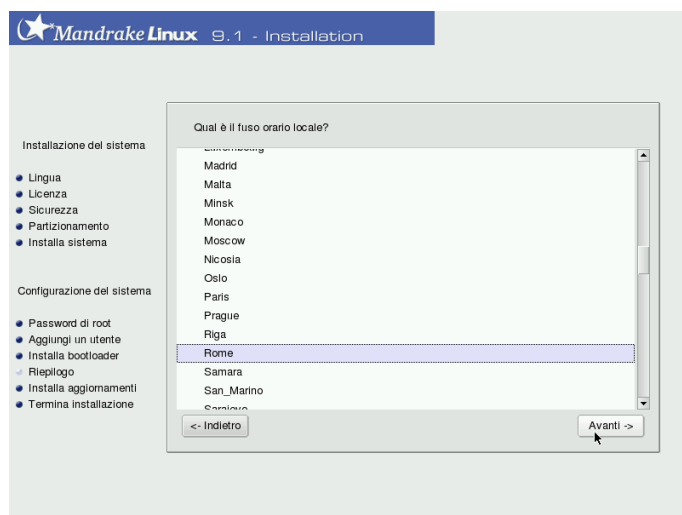 Mandrake Linux 9.1 - Installation
Qual è il fuso orario locale?
Installazione del sistema
Lingua
Licenza
Sicurezza
Partizionamento
Installa sistema
Configurazione del sistema
Password di root
Aggiungi un utente
Installa bootloader
Riepilogo
Installa aggiornamenti
Termina installazione
Luxembourg
Madrid
Malta
Minsk
Monaco
Moscow
Nicosia
Oslo
Paris
Prague
Riga
Rome
Samara
San_Marino
Sarajevo
<- Indietro
Avanti ->